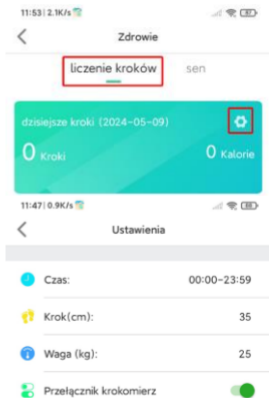 11:53 | 2.1K/s
57
Zdrowie
liczenie kroków sen
dzisiejsze kroki (2024-05-09)
0 Kroki 0 Kalorie
11:47 | 0.9K/s
Ustawienia
Czas: 00:00-23:59
Krok(cm): 35
Waga (kg): 25
Przełącznik krokomierz